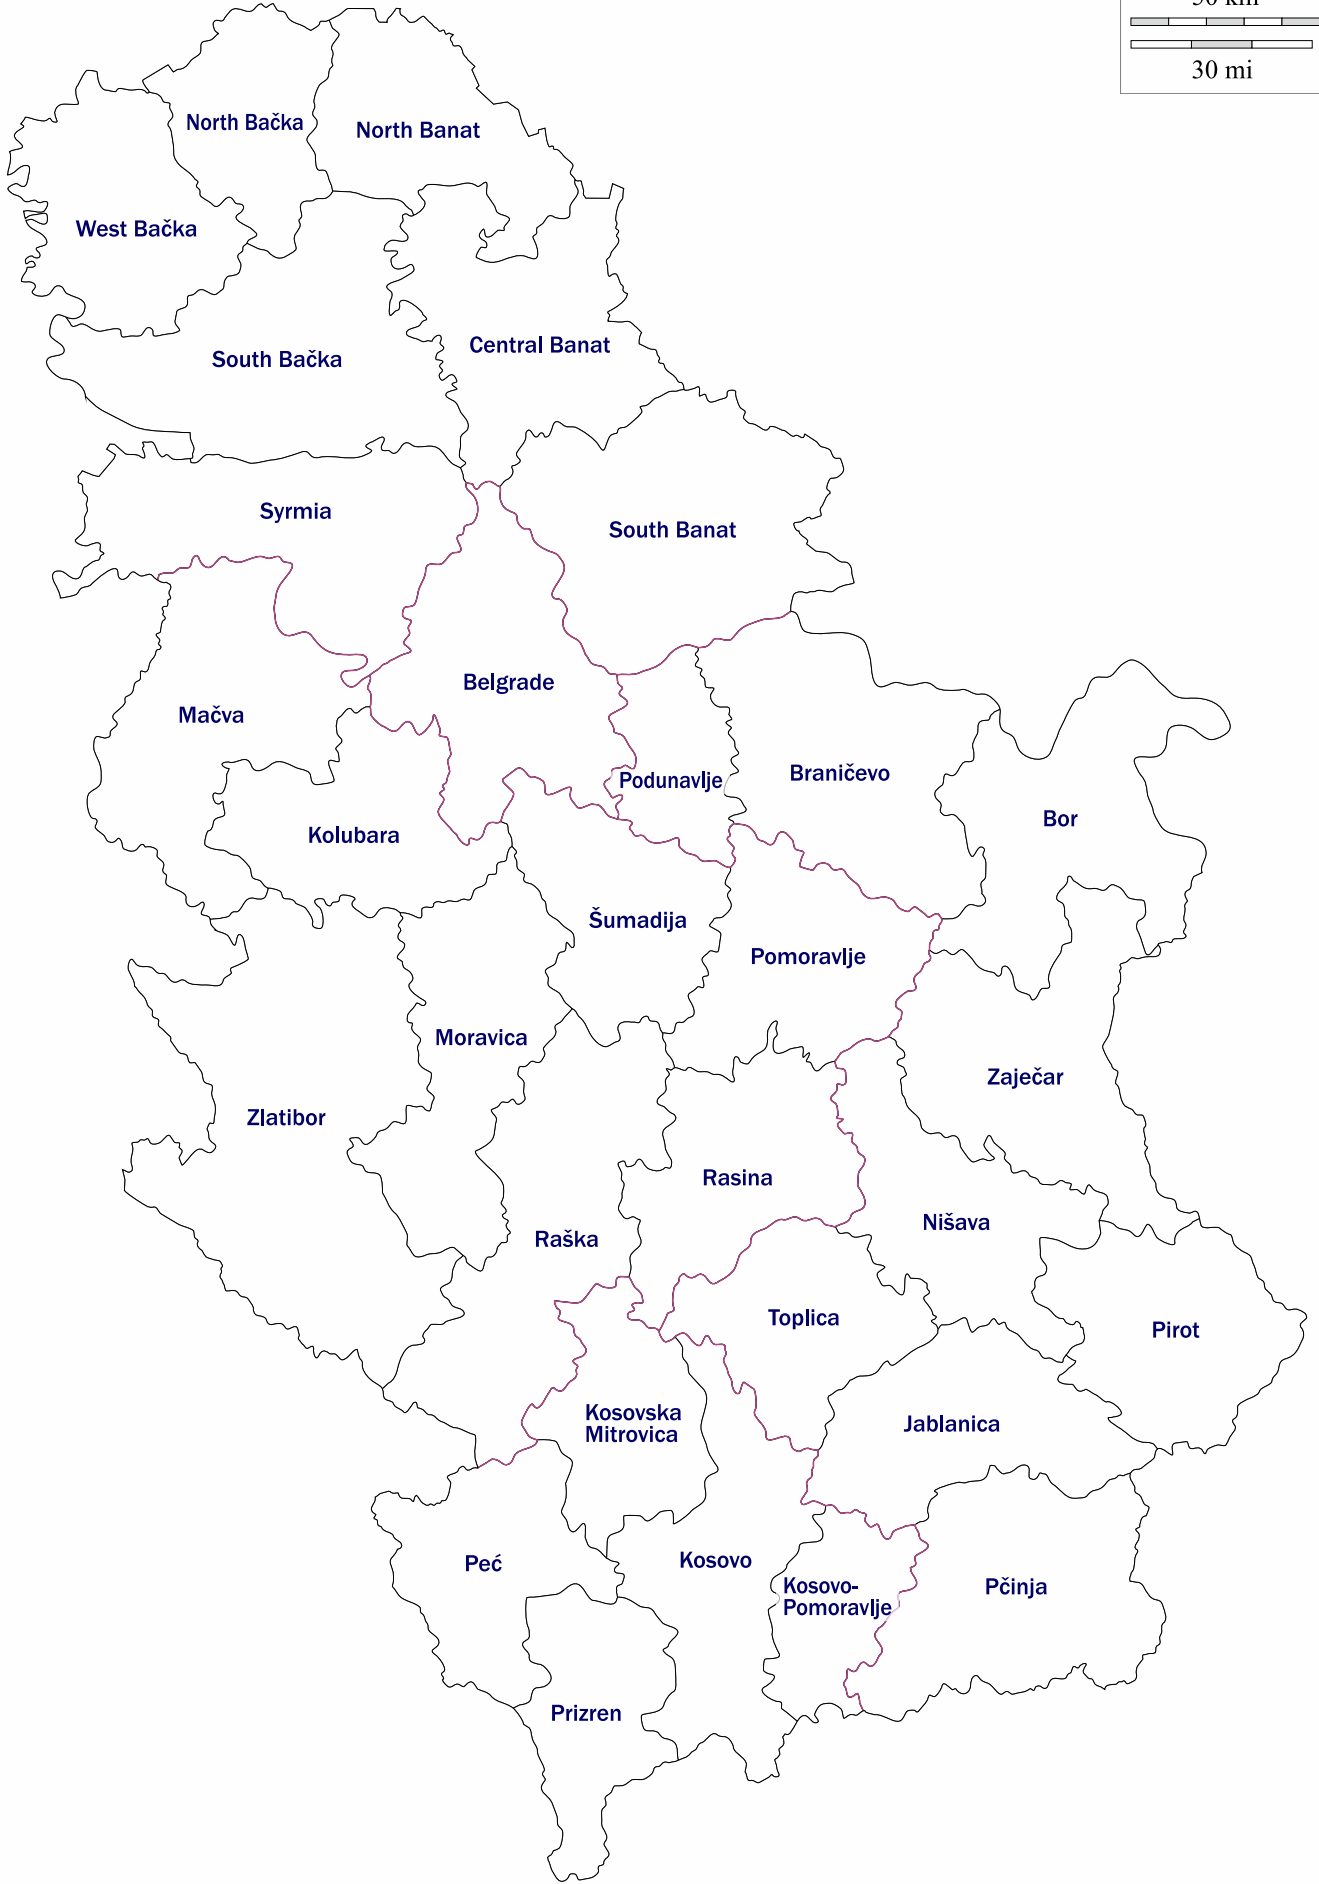 50 km
30 mi
North Bačka
North Banat
West Bačka
South Bačka
Central Banat
Syrmia
South Banat
Belgrade
Mačva
Podunavlje
Braničevo
Bor
Kolubara
Šumadija
Pomoravlje
Moravica
Zaječar
Zlatibor
Rasina
Nišava
Raška
Toplica
Pirot
Kosovska
Mitrovica
Jablanica
Peć
Kosovo
Kosovo-
Pomoravlje
Pčinja
Prizren